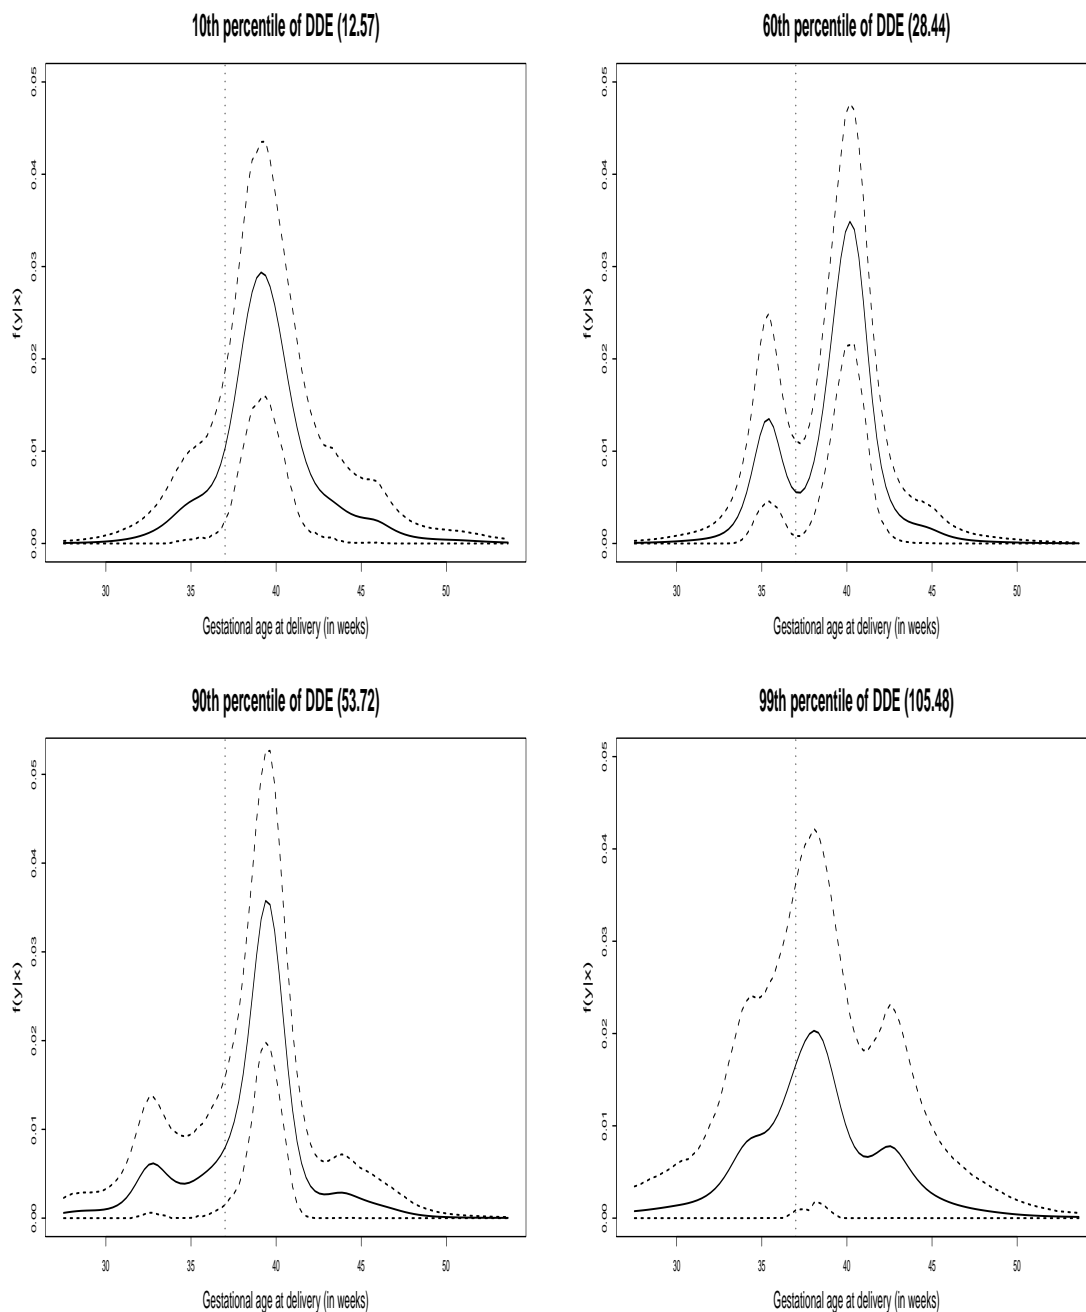 10th percentile of DDE (12.57)
60th percentile of DDE (28.44)
f(y|x)
0.00 0.01 0.02 0.03 0.04 0.05
30 35 40 45 50
Gestational age at delivery (in weeks)
f(y|x)
0.00 0.01 0.02 0.03 0.04 0.05
30 35 40 45 50
Gestational age at delivery (in weeks)
90th percentile of DDE (53.72)
99th percentile of DDE (105.48)
f(y|x)
0.00 0.01 0.02 0.03 0.04 0.05
30 35 40 45 50
Gestational age at delivery (in weeks)
f(y|x)
0.00 0.01 0.02 0.03 0.04 0.05
30 35 40 45 50
Gestational age at delivery (in weeks)